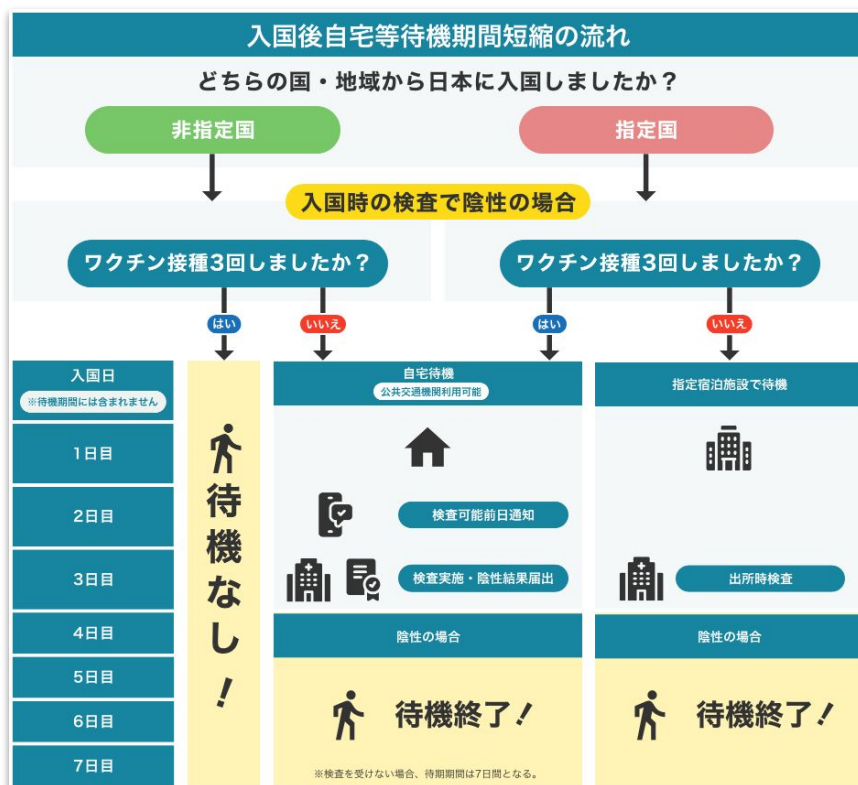 入国後自宅等待機期間短縮の流れ
どちらの国・地域から日本に入国しましたか？
非指定国
指定国
入国時の検査で陰性の場合
ワクチン接種3回しましたか？
ワクチン接種3回しましたか？
はい
いいえ
はい
いいえ
入国日
※待機期間には含まれません
1日目
2日目
3日目
4日目
5日目
6日目
7日目
待機なし！
自宅待機
公共交通機関利用可能
検査可能前日通知
検査実施・陰性結果届出
陰性の場合
待機終了！
※検査を受けない場合、待期期間は7日間となる。
指定宿泊施設で待機
出所時検査
陰性の場合
待機終了！